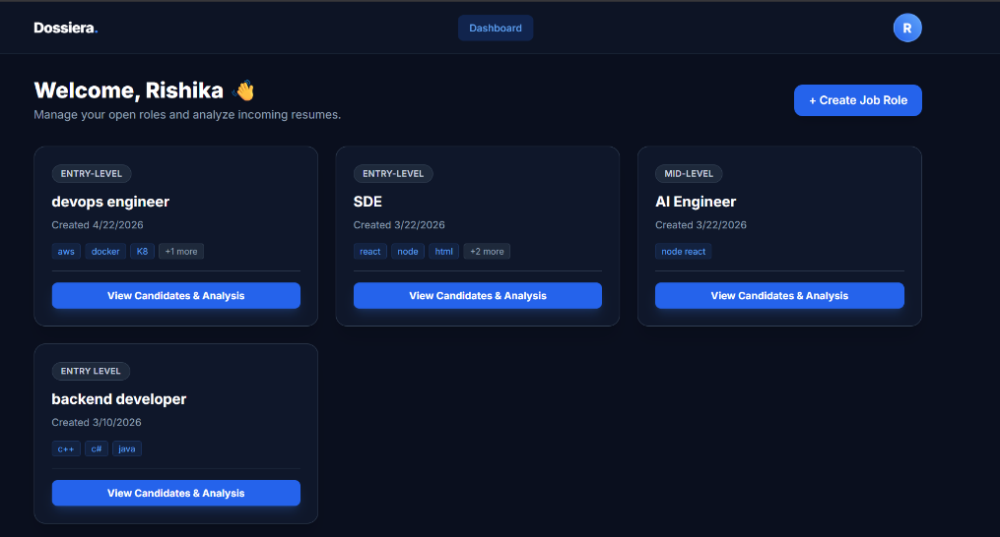 Dossiera.
Dashboard
R
Welcome, Rishika 👋
+ Create Job Role
Manage your open roles and analyze incoming resumes.
ENTRY-LEVEL
devops engineer
Created 4/22/2026
aws docker K8 +1 more
View Candidates & Analysis
ENTRY-LEVEL
SDE
Created 3/22/2026
react node html +2 more
View Candidates & Analysis
MID-LEVEL
AI Engineer
Created 3/22/2026
node react
View Candidates & Analysis
ENTRY LEVEL
backend developer
Created 3/10/2026
c++ c# java
View Candidates & Analysis